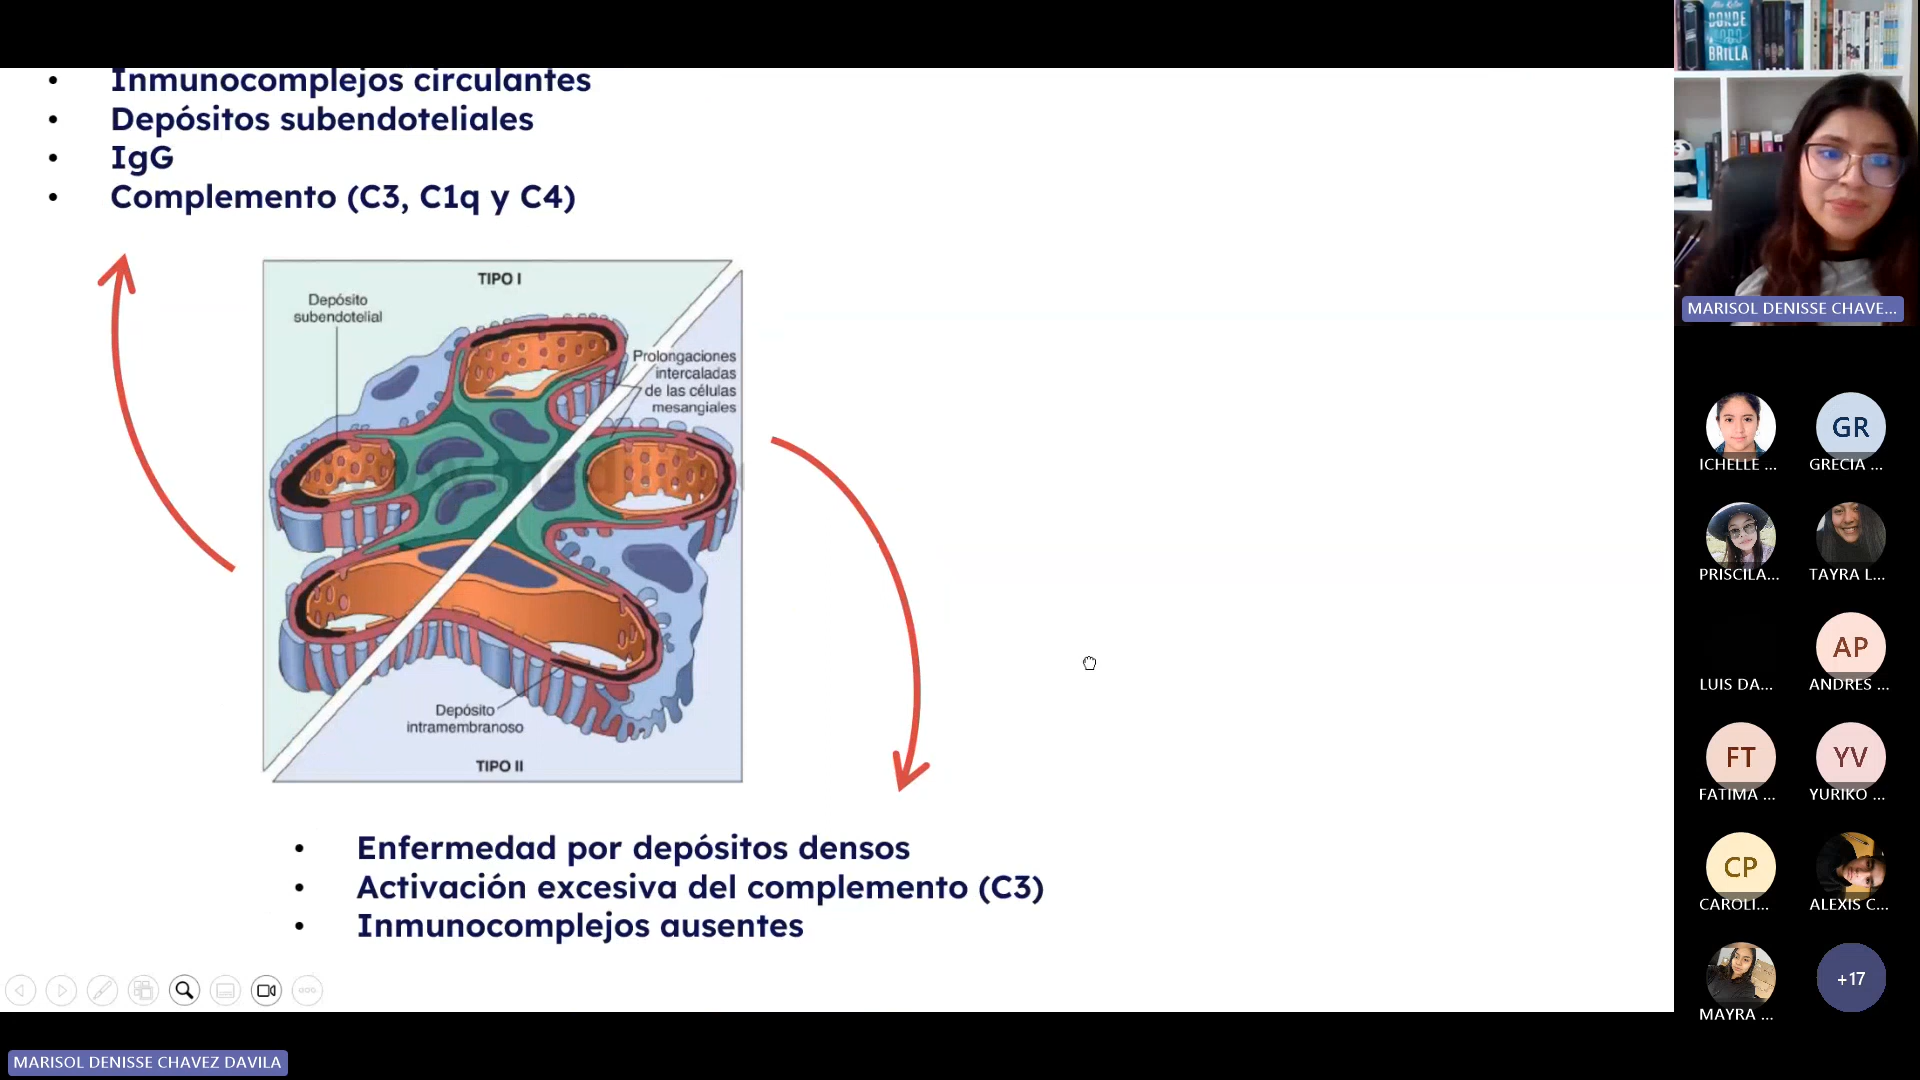 Inmunocomplejos circulantes
Depósitos subendoteliales
IgG
Complemento (C3, C1q y C4)
TIPO I
Depósito
subendotelial
Prolongaciones
intercaladas
de las células
mesangiales
Depósito
intramembranoso
TIPO II
Enfermedad por depósitos densos
Activación excesiva del complemento (C3)
Inmunocomplejos ausentes
DONDE
TODO
BRILLA
MARISOL DENISSE CHAVE...
ICHELLE ...
GR
GRECIA ...
PRISCILA...
TAYRA L...
LUIS DA...
AP
ANDRES ...
FT
FATIMA ...
YV
YURIKO ...
CP
CAROLI...
ALEXIS C...
MAYRA ...
+17
MARISOL DENISSE CHAVEZ DAVILA